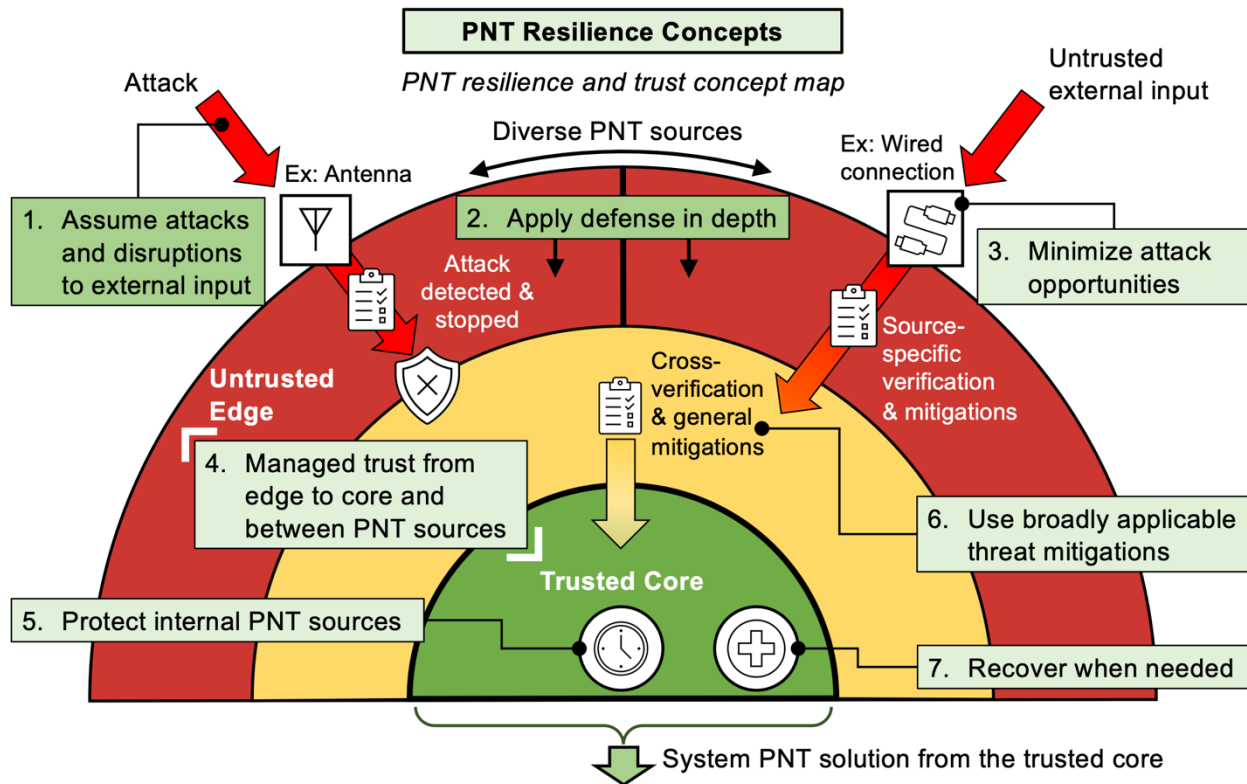 PNT Resilience Concepts
PNT resilience and trust concept map
Attack
Untrusted
external input
Diverse PNT sources
Ex: Antenna
Ex: Wired
connection
1. Assume attacks
and disruptions
to external input
2. Apply defense in depth
3. Minimize attack
opportunities
Attack
detected &
stopped
Source-
specific
verification
& mitigations
Untrusted
Edge
Cross-
verification
& general
mitigations
4. Managed trust from
edge to core and
between PNT sources
6. Use broadly applicable
threat mitigations
Trusted Core
5. Protect internal PNT sources
7. Recover when needed
System PNT solution from the trusted core